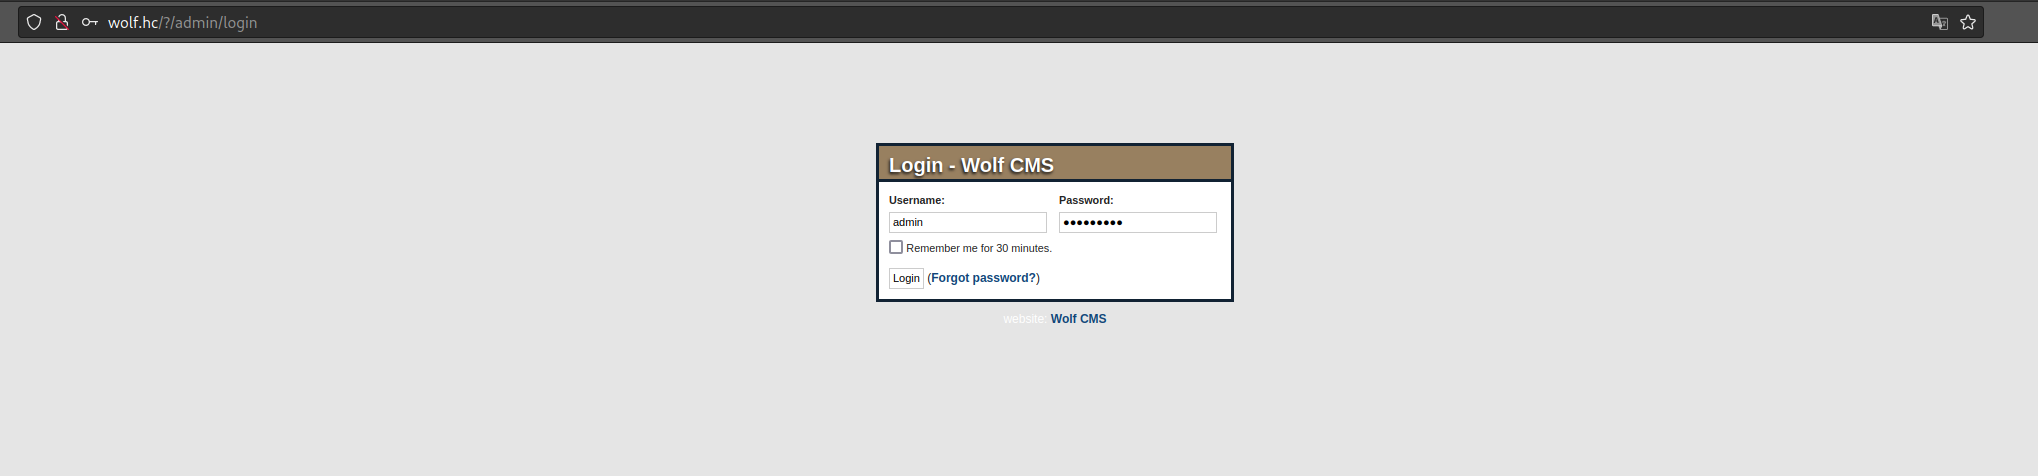 wolf.hc/?/admin/login
Login - Wolf CMS
Username: Password:
admin ●●●●●●●●●
Remember me for 30 minutes.
Login (Forgot password?)
website: Wolf CMS